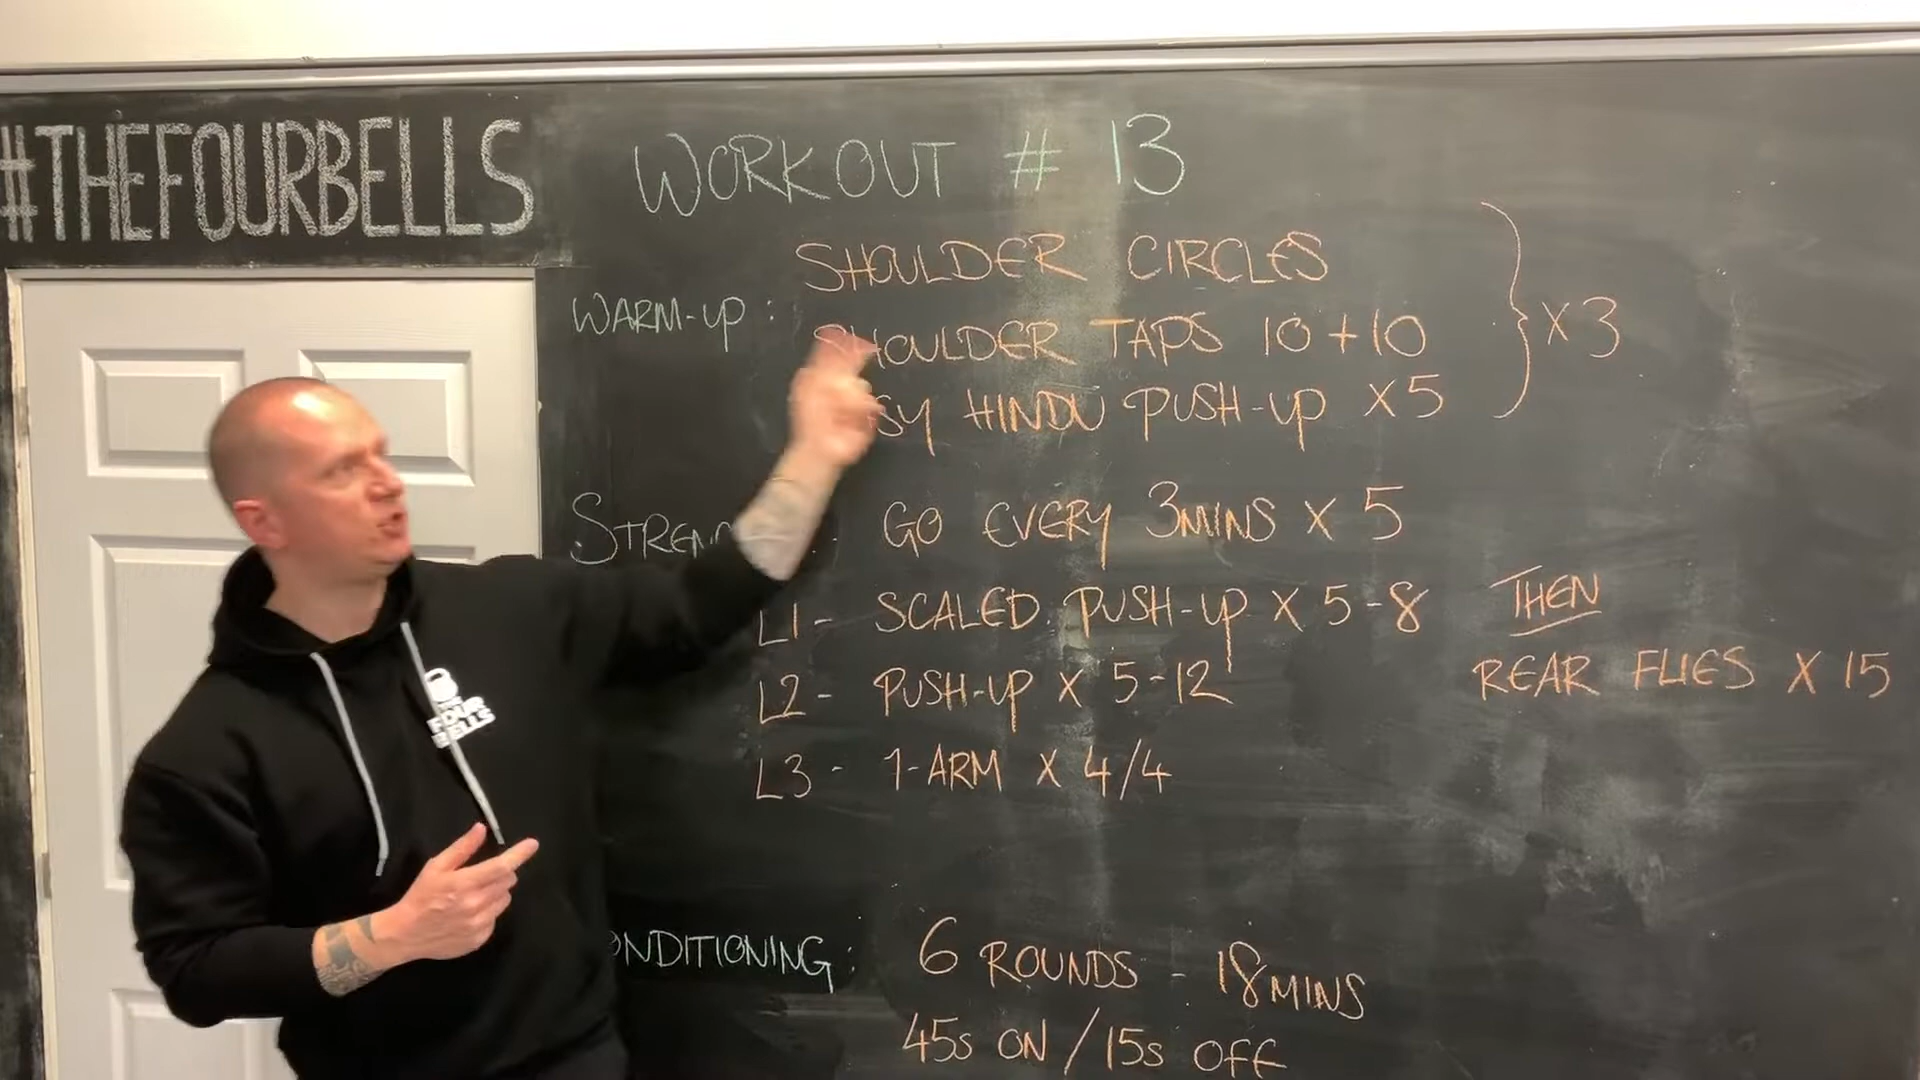 #THEFOURBELLS
WORKOUT # 13
WARM-UP :
SHOULDER CIRCLES
SHOULDER TAPS 10 + 10
HINDU PUSH-UP X 5
} X 3
GO EVERY 3MINS X 5
L1 - SCALED PUSH-UP X 5-8
L2 - PUSH-UP X 5-12
L3 - 1-ARM X 4/4
THEN
REAR FLIES X 15
ONDITIONING :
6 ROUNDS - 18MINS
45s ON / 15s OFF
FOUR
BELLS